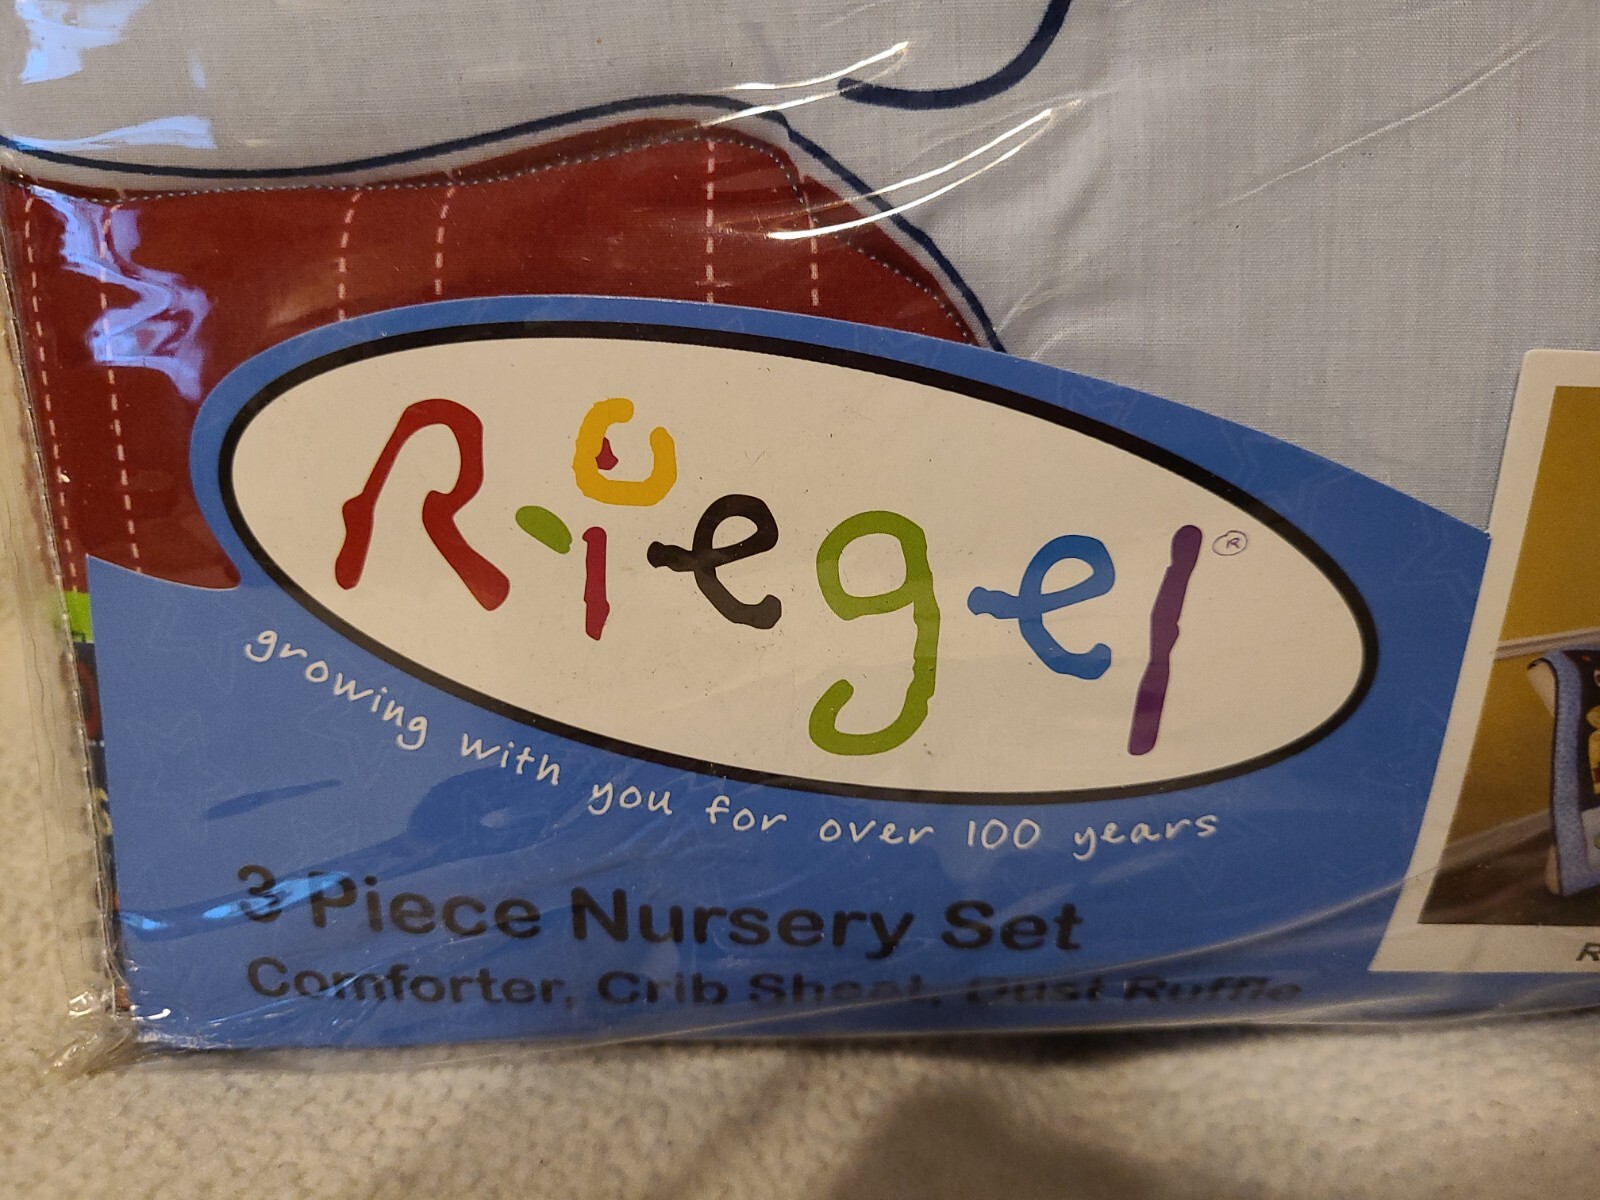 Riegel®
growing with you for over 100 years
3 Piece Nursery Set
Comforter, Crib Sheet, Dust Ruffle
R